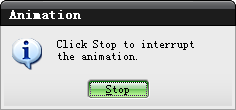 Animation
Click Stop to interrupt
the animation.
Stop